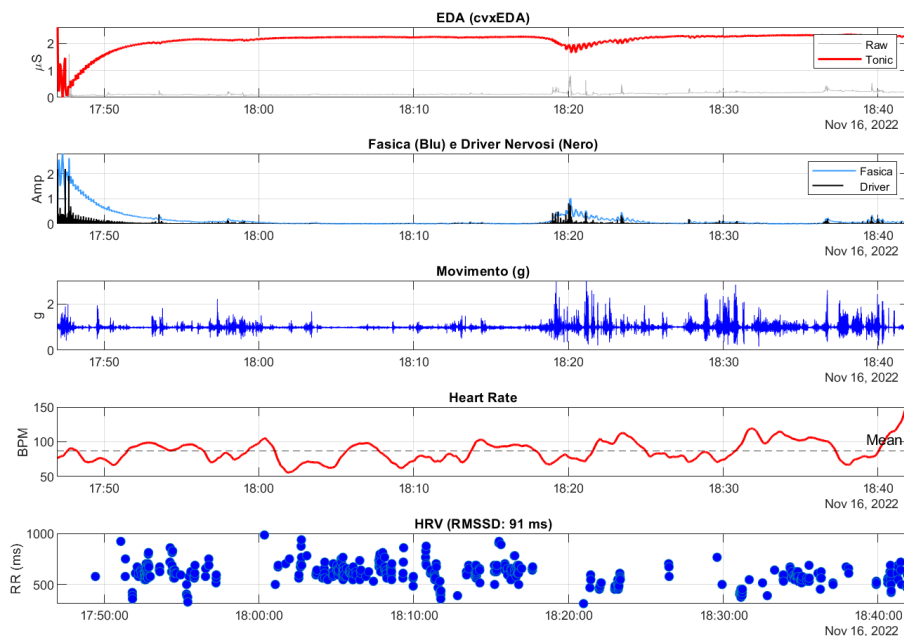 EDA (cvxEDA)
μS
2
1
0
Raw
Tonic
17:50 18:00 18:10 18:20 18:30 18:40
Nov 16, 2022
Fasica (Blu) e Driver Nervosi (Nero)
Amp
2
1
0
Fasica
Driver
17:50 18:00 18:10 18:20 18:30 18:40
Nov 16, 2022
Movimento (g)
g
2
0
17:50 18:00 18:10 18:20 18:30 18:40
Nov 16, 2022
Heart Rate
BPM
150
100
50
Mean
17:50 18:00 18:10 18:20 18:30 18:40
Nov 16, 2022
HRV (RMSSD: 91 ms)
RR (ms)
1000
500
17:50:00 18:00:00 18:10:00 18:20:00 18:30:00 18:40:00
Nov 16, 2022